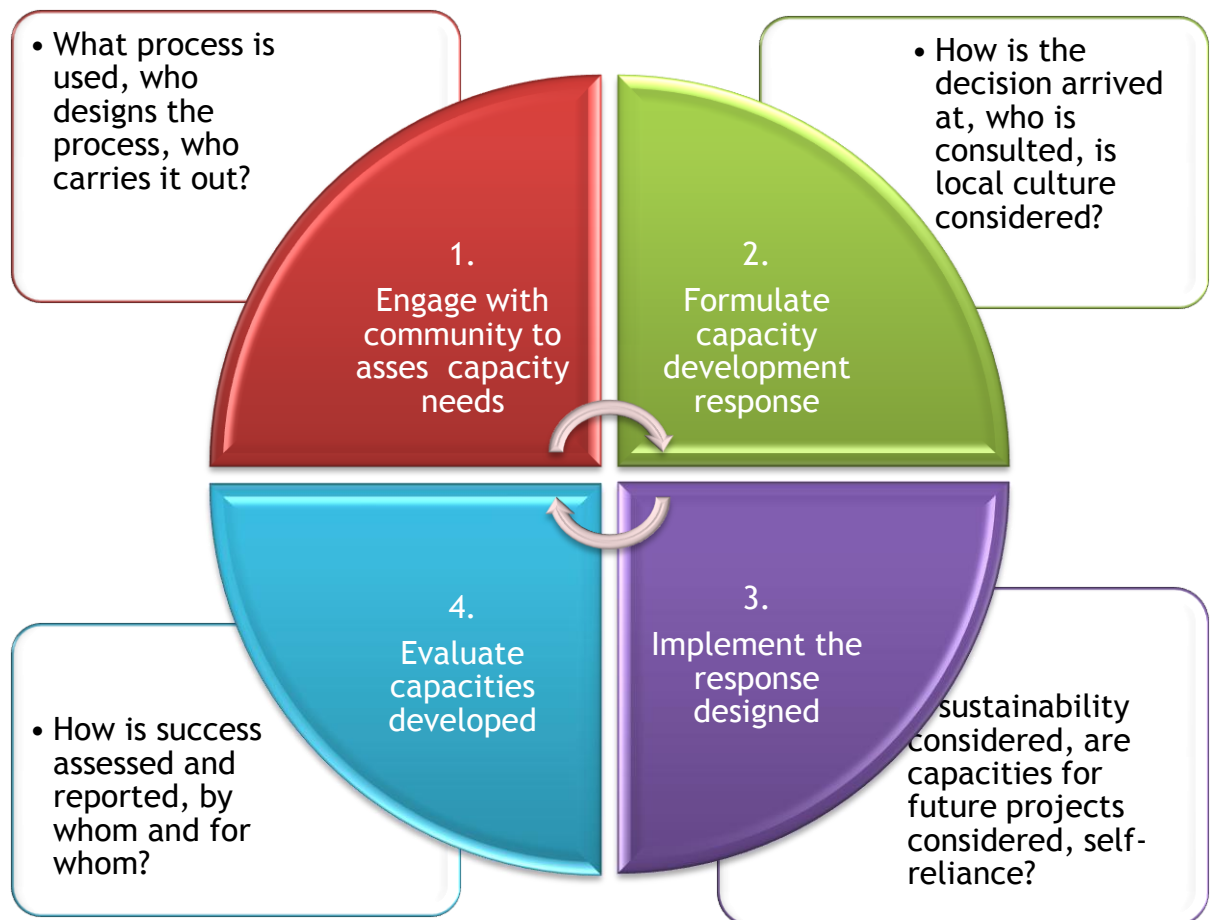 • What process is
used, who
designs the
process, who
carries it out?
• How is the
decision arrived
at, who is
consulted, is
local culture
considered?
1.
Engage with
community to
asses capacity
needs
2.
Formulate
capacity
development
response
3.
Implement the
response
designed
4.
Evaluate
capacities
developed
• How is success
assessed and
reported, by
whom and for
whom?
sustainability
considered, are
capacities for
future projects
considered, self-
reliance?